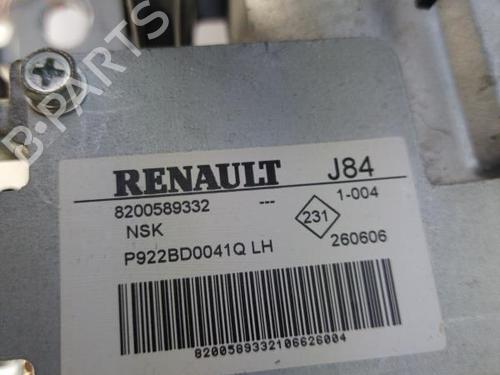 B-PARTS
RENAULT J84
8200589332 --- 1-004
NSK 231
P922BD0041Q LH 260606
8200589332106626004